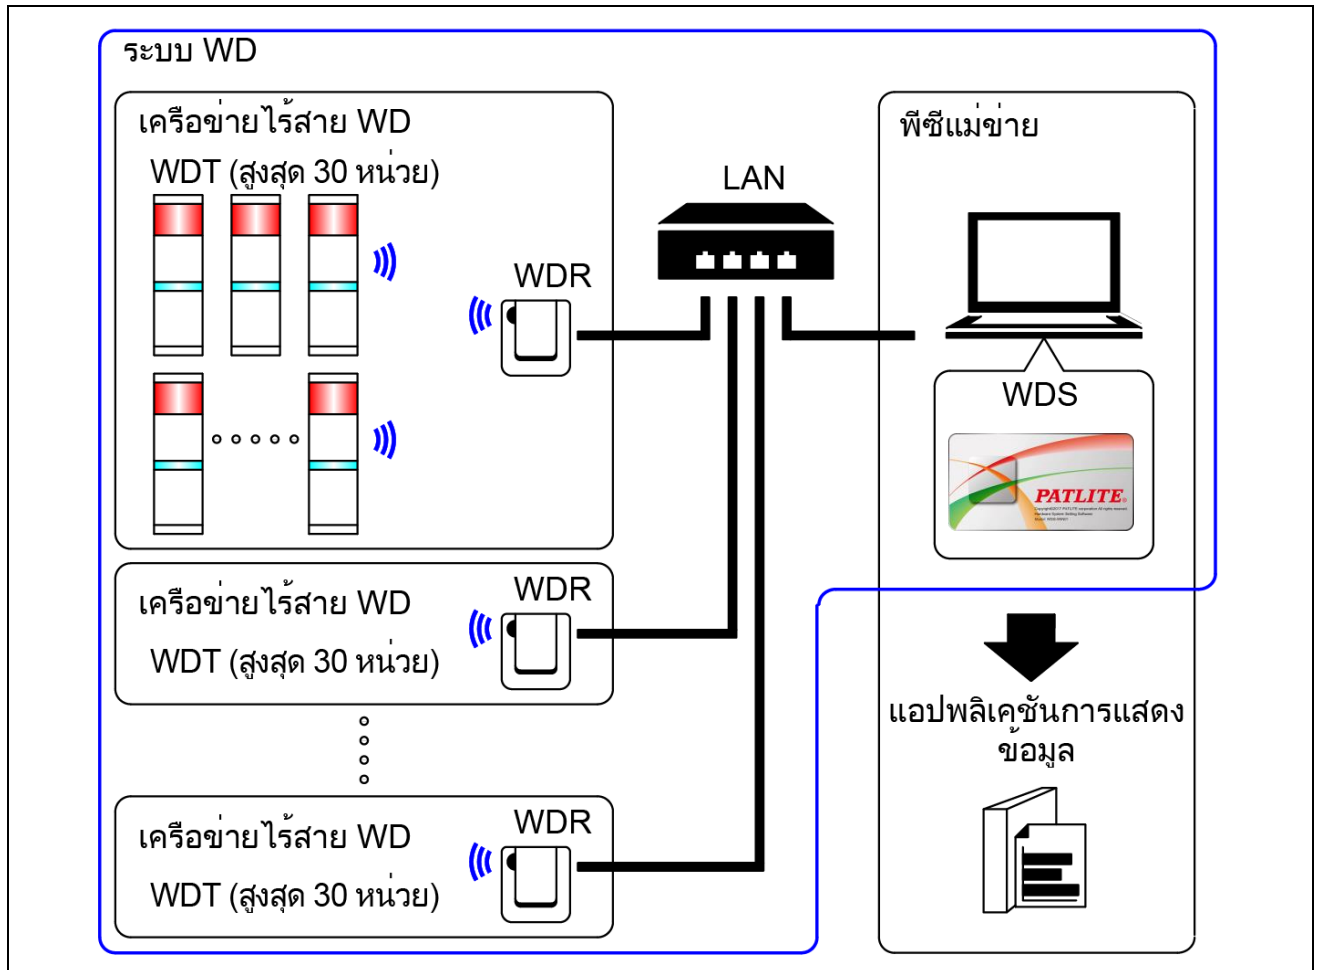 ระบบ WD
เครือข่ายไร้สาย WD
WDT (สูงสุด 30 หน่วย)
WDR
LAN
พีซีแม่ข่าย
WDS
PATLITE®
เครือข่ายไร้สาย WD
WDT (สูงสุด 30 หน่วย)
WDR
เครือข่ายไร้สาย WD
WDT (สูงสุด 30 หน่วย)
WDR
แอปพลิเคชันการแสดง
ข้อมูล